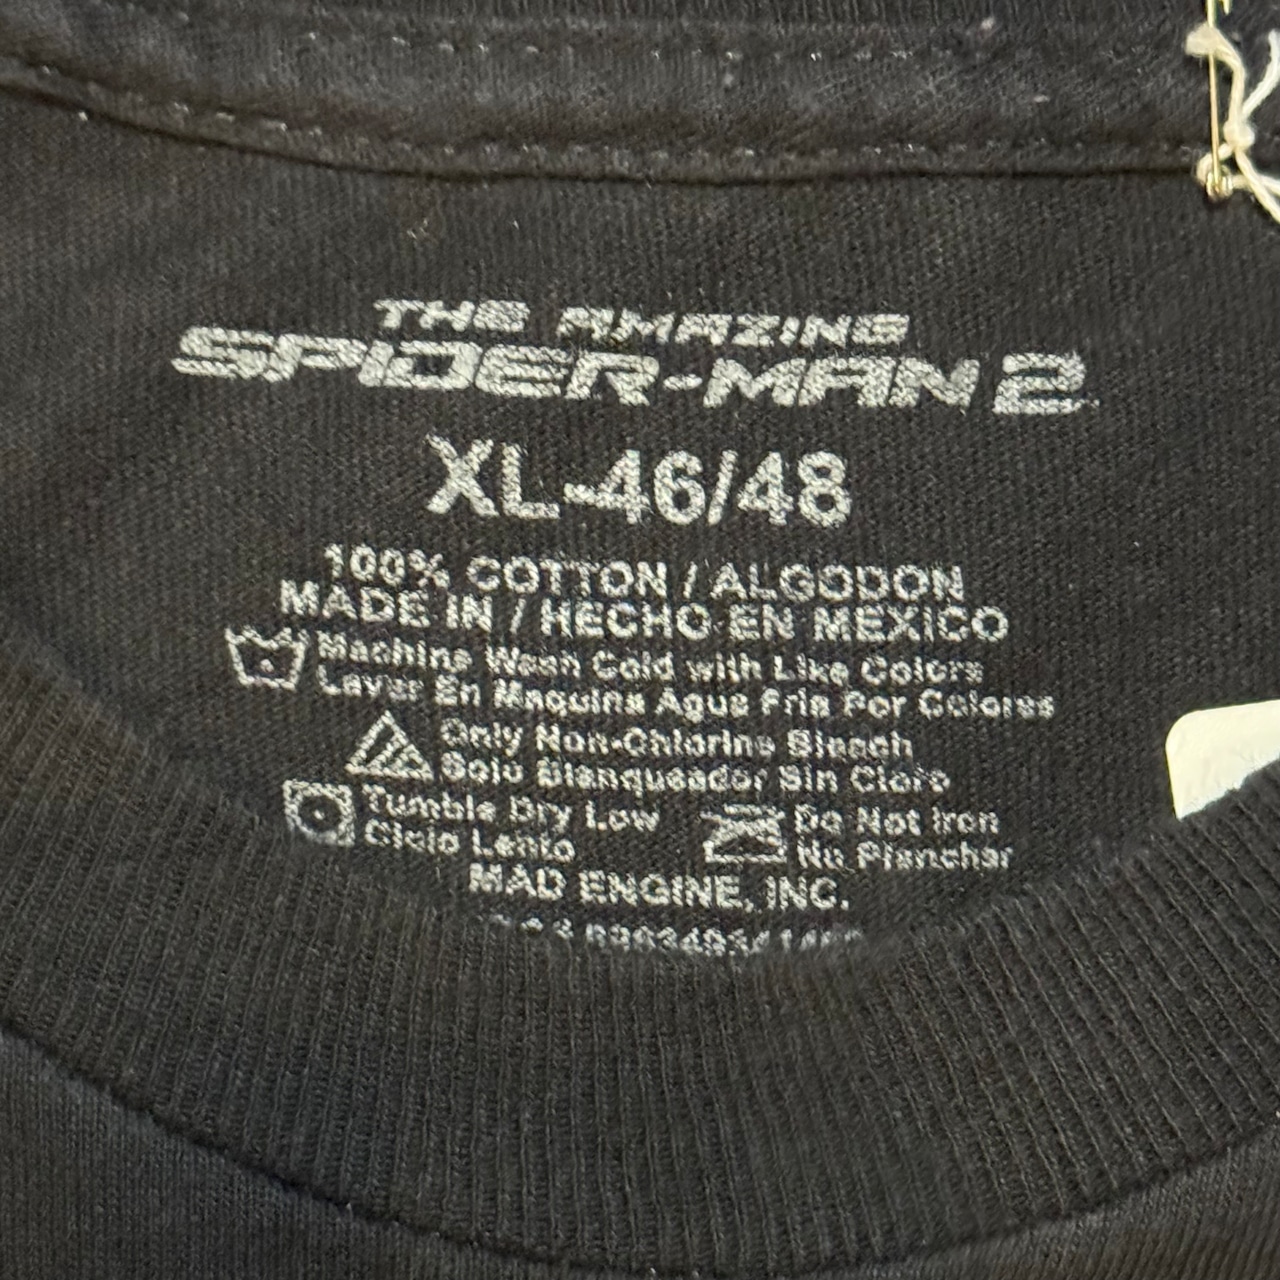 THE AMAZING
SPIDER-MAN 2
XL-46/48
100% COTTON / ALGODON
MADE IN / HECHO EN MEXICO
Machine Wash Cold with Like Colors
Lavar En Maquina Agua Fria Por Colores
Only Non-Chlorine Bleach
Solo Blanqueador Sin Cloro
Tumble Dry Low
Ciclo Lento
Do Not Iron
No Planchar
MAD ENGINE, INC.